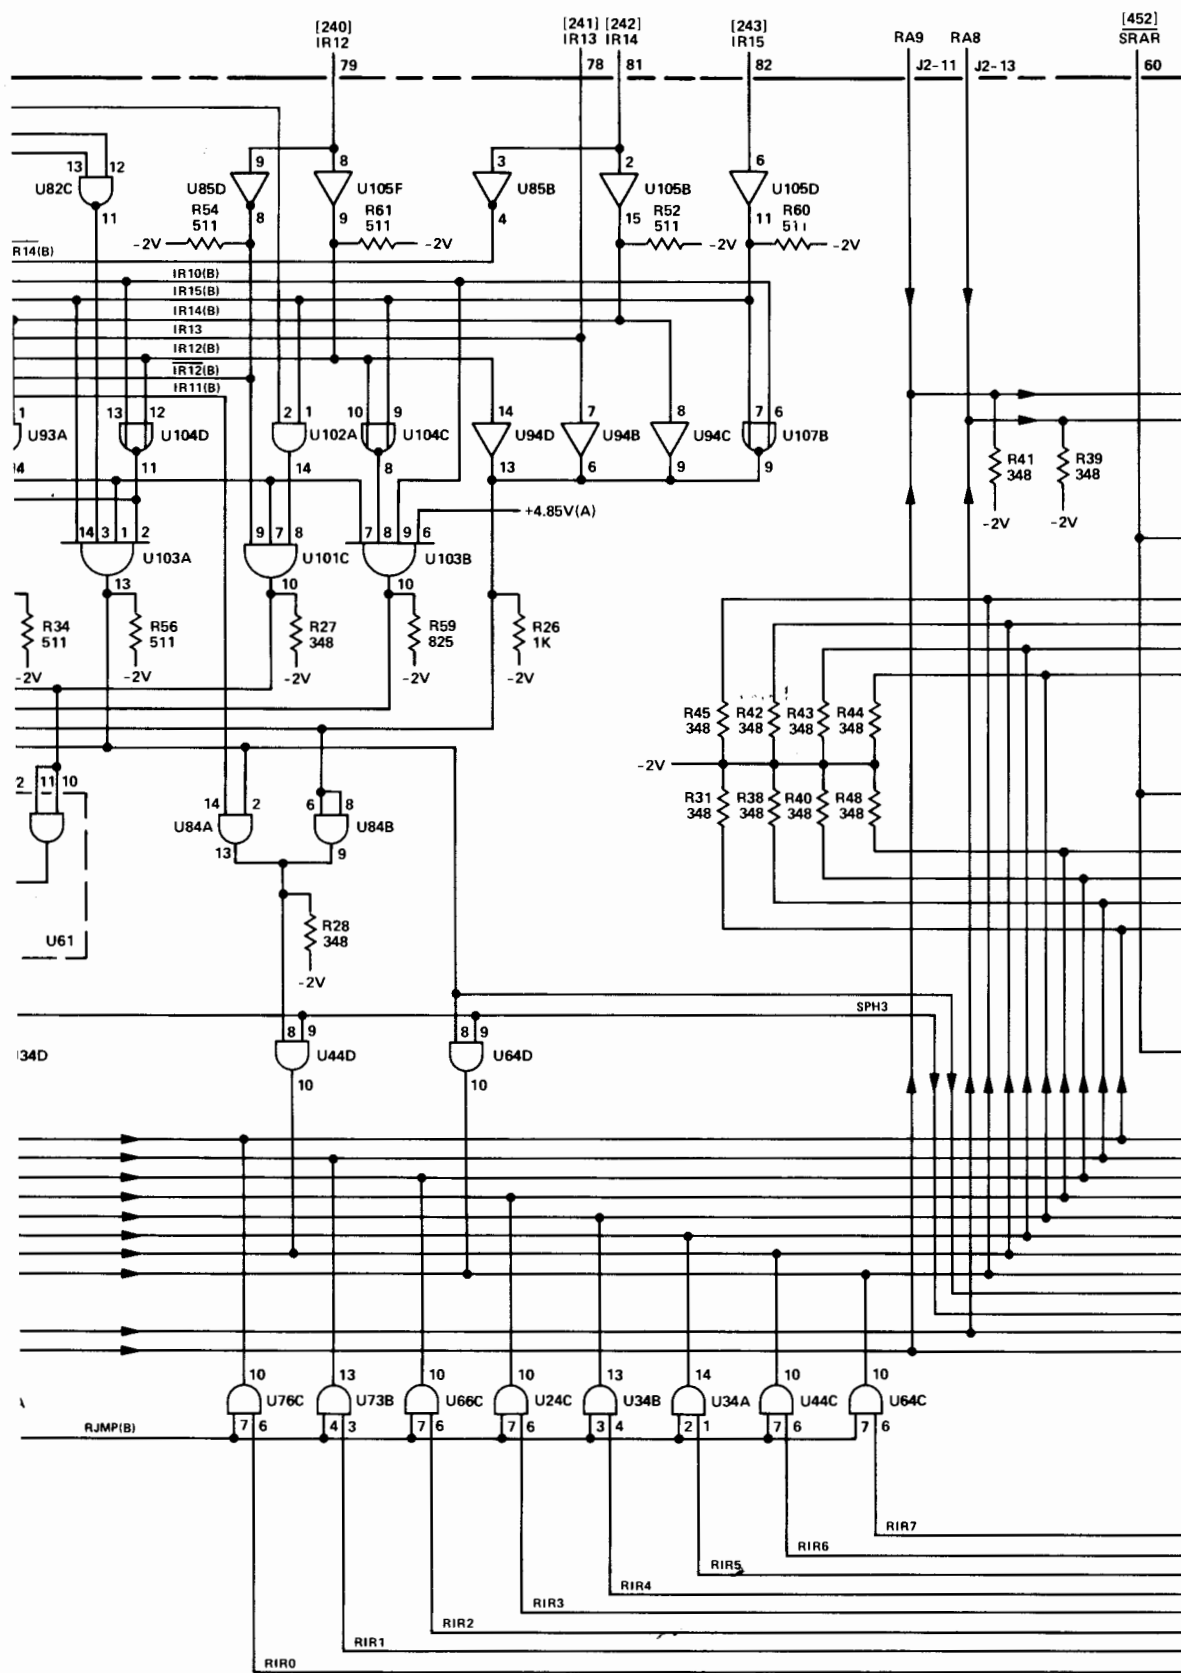 [240] [241] [242] [243] [452]
IR12 IR13 IR14 IR15 RA9 RA8 SRAR
79 78 81 82 J2-11 J2-13 60
13 12 9 8 3 2 6
U82C U85D U105F U85B U105B U105D
11 R54 8 R61 9 4 15 R52 11 R60
511 511 511 511
-2V -2V -2V -2V
R14(B)
IR10(B)
IR15(B)
IR14(B)
IR13
IR12(B)
IR12(B)
IR11(B)
1 13 12 2 1 10 9 14 7 8 7 6
U93A U104D U102A U104C U94D U94B U94C U107B
11 14 8 13 6 9 9
R41 R39
348 348
-2V -2V
+4.85V(A)
14 3 1 2 9 7 8 7 8 9 6
U103A U101C U103B
13 10 10
R34 R56 R27 R59 R26
511 511 348 825 1K
-2V -2V -2V -2V
R45 R42 R43 R44
348 348 348 348
-2V
R31 R38 R40 R48
348 348 348 348
2 11 10 14 2 6 8
U84A U84B
13 9
R28
348
U61
-2V
SPH3
8 9 8 9
34D U44D U64D
10 10
10 13 10 10 13 14 10 10
U76C U73B U66C U24C U34B U34A U44C U64C
RJMP(B) 7 6 4 3 7 6 7 6 3 4 2 1 7 6 7 6
RIR7
RIR6
RIR5
RIR4
RIR3
RIR2
RIR1
RIR0